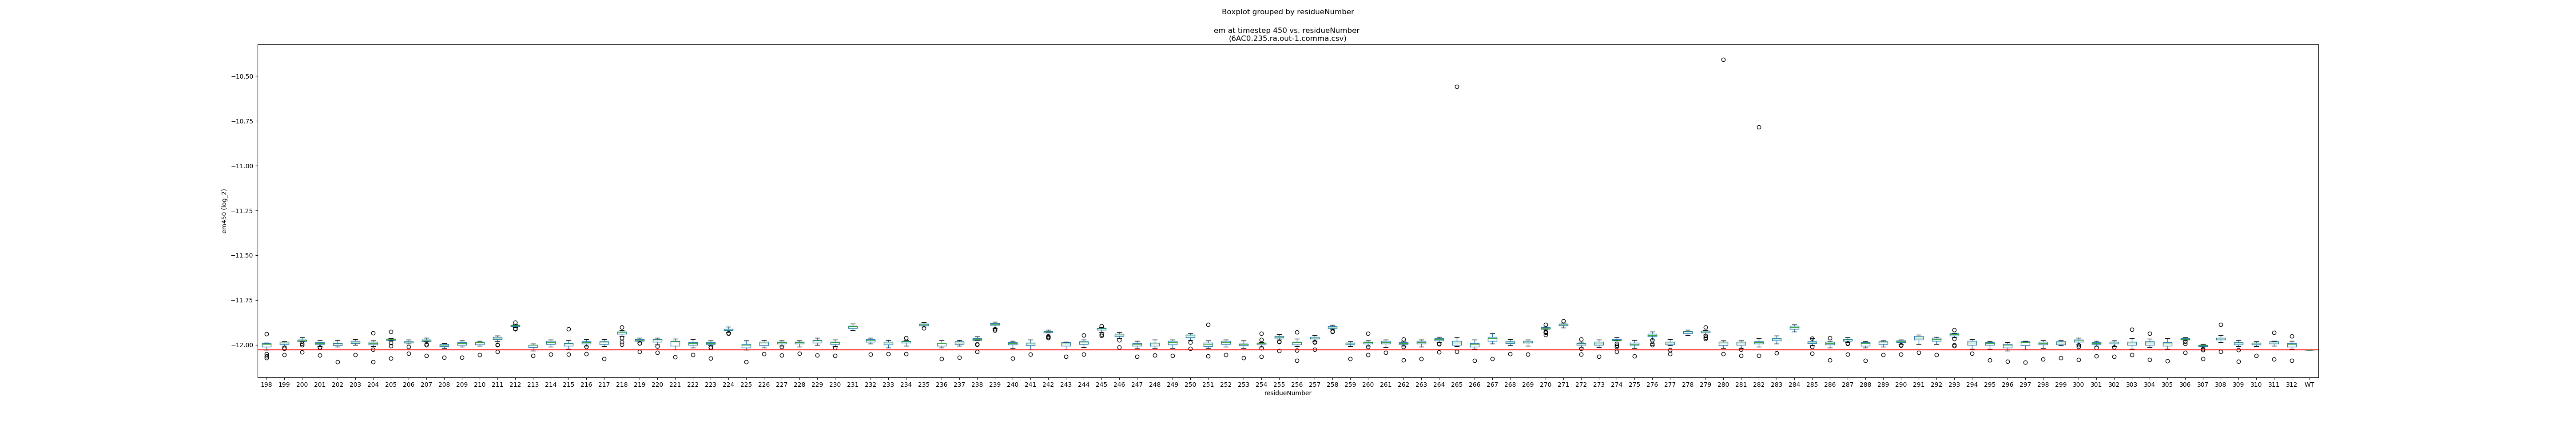 Boxplot grouped by residueNumber
em at timestep 450 vs. residueNumber
(6AC0.235.ra.out-1.comma.csv)
−10.50
−10.75
−11.00
−11.25
−11.50
−11.75
−12.00
em450 (log_2)
198 199 200 201 202 203 204 205 206 207 208 209 210 211 212 213 214 215 216 217 218 219 220 221 222 223 224 225 226 227 228 229 230 231 232 233 234 235 236 237 238 239 240 241 242 243 244 245 246 247 248 249 250 251 252 253 254 255 256 257 258 259 260 261 262 263 264 265 266 267 268 269 270 271 272 273 274 275 276 277 278 279 280 281 282 283 284 285 286 287 288 289 290 291 292 293 294 295 296 297 298 299 300 301 302 303 304 305 306 307 308 309 310 311 312 WT
residueNumber